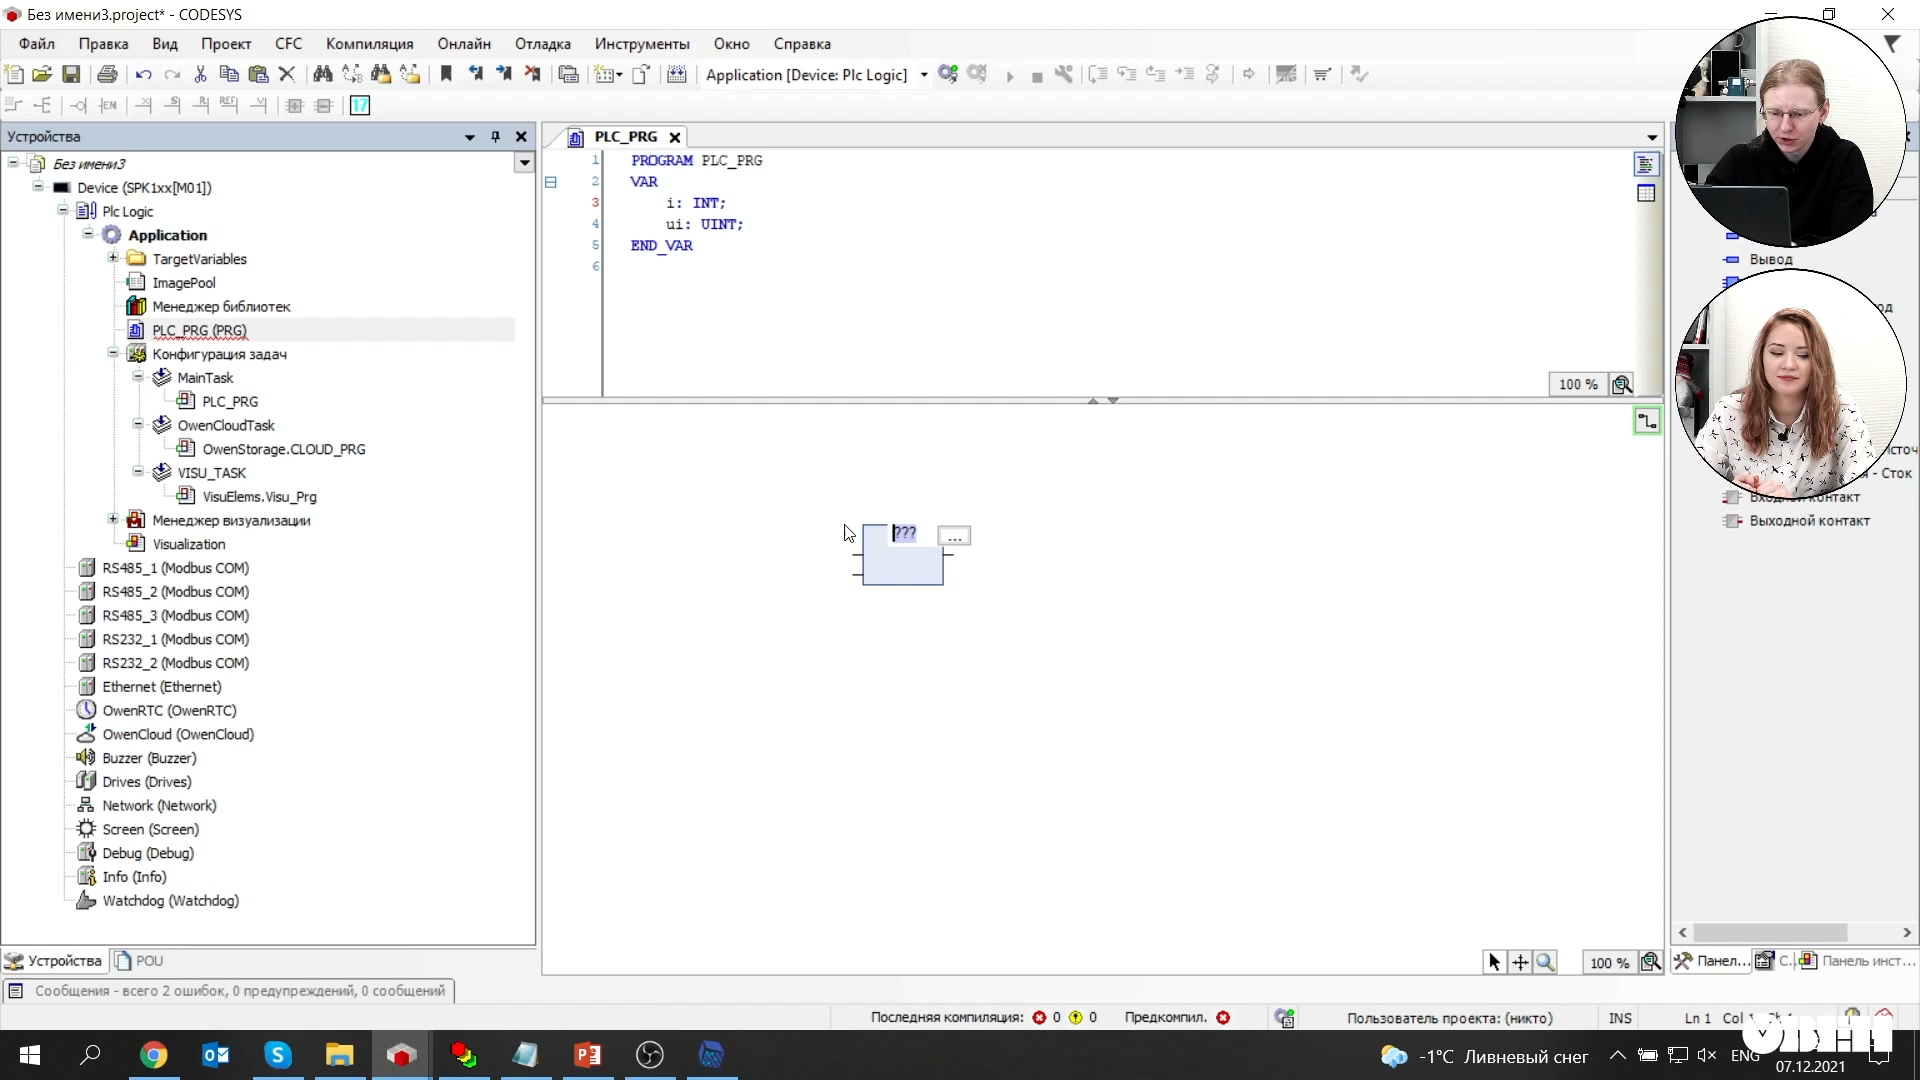 Без имени3.project* - CODESYS
Файл Правка Вид Проект CFC Компиляция Онлайн Отладка Инструменты Окно Справка
Application [Device: Plc Logic]
Устройства
Без имени3
Device (SPK1xx[M01])
Plc Logic
Application
TargetVariables
ImagePool
Менеджер библиотек
PLC_PRG (PRG)
Конфигурация задач
MainTask
PLC_PRG
OwenCloudTask
OwenStorage.CLOUD_PRG
VISU_TASK
VisuElems.Visu_Prg
Менеджер визуализации
Visualization
RS485_1 (Modbus COM)
RS485_2 (Modbus COM)
RS485_3 (Modbus COM)
RS232_1 (Modbus COM)
RS232_2 (Modbus COM)
Ethernet (Ethernet)
OwenRTC (OwenRTC)
OwenCloud (OwenCloud)
Buzzer (Buzzer)
Drives (Drives)
Network (Network)
Screen (Screen)
Debug (Debug)
Info (Info)
Watchdog (Watchdog)
Устройства POU
PLC_PRG
1 PROGRAM PLC_PRG
2 VAR
3 i: INT;
4 ui: UINT;
5 END_VAR
6
100 %
???
...
100 %
Вывод
Сток
Входной контакт
Выходной контакт
Панел... С... Панель инст...
Сообщения - всего 2 ошибок, 0 предупреждений, 0 сообщений
Последняя компиляция: 0 0 Предкомпил. Пользователь проекта: (никто) INS Ln 1
-1°C Ливневый снег ENG
07.12.2021
ОВЕН